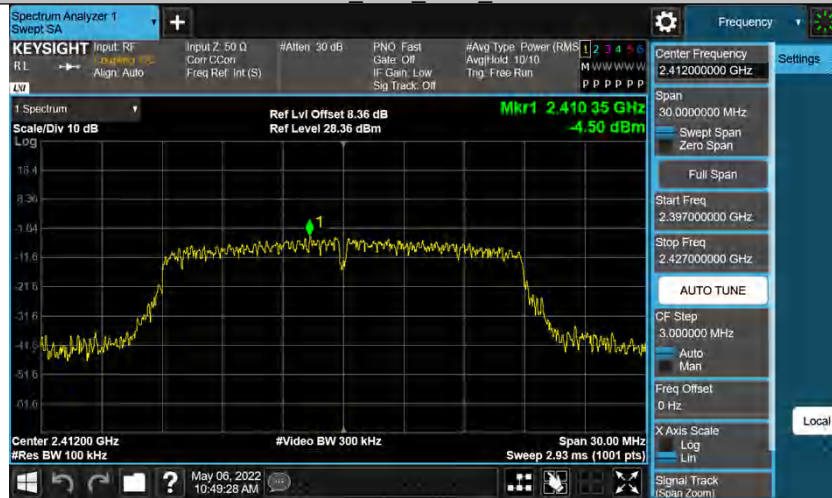 Spectrum Analyzer 1
Swept SA
+
Frequency
KEYSIGHT
RL
LXI
Input: RF
Coupling: DC
Align: Auto
Input Z: 50 Ω
Corr CCorr
Freq Ref: Int (S)
#Atten: 30 dB
PNO: Fast
Gate: Off
IF Gain: Low
Sig Track: Off
#Avg Type: Power (RMS
Avg|Hold: 10/10
Trig: Free Run
1 2 3 4 5 6
M W W W W W
P P P P P P
1 Spectrum
Scale/Div 10 dB
Ref Lvl Offset 8.36 dB
Ref Level 28.36 dBm
Mkr1 2.410 35 GHz
-4.50 dBm
Log
18.4
8.36
-1.64
-11.6
-21.6
-31.6
-41.6
-51.6
-61.6
1
Center 2.41200 GHz
#Res BW 100 kHz
#Video BW 300 kHz
Span 30.00 MHz
Sweep 2.93 ms (1001 pts)
?
May 06, 2022
10:49:28 AM
Center Frequency
2.412000000 GHz
Settings
Span
30.0000000 MHz
Swept Span
Zero Span
Full Span
Start Freq
2.397000000 GHz
Stop Freq
2.427000000 GHz
AUTO TUNE
CF Step
3.000000 MHz
Auto
Man
Freq Offset
0 Hz
Local
X Axis Scale
Log
Lin
Signal Track
(Span Zoom)